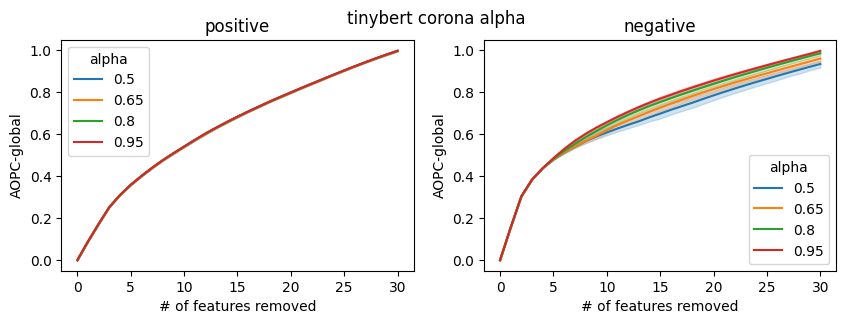 tinybert corona alpha
positive
AOPC-global
1.0
0.8
0.6
0.4
0.2
0.0
alpha
0.5
0.65
0.8
0.95
0 5 10 15 20 25 30
# of features removed
negative
AOPC-global
1.0
0.8
0.6
0.4
0.2
0.0
alpha
0.5
0.65
0.8
0.95
0 5 10 15 20 25 30
# of features removed